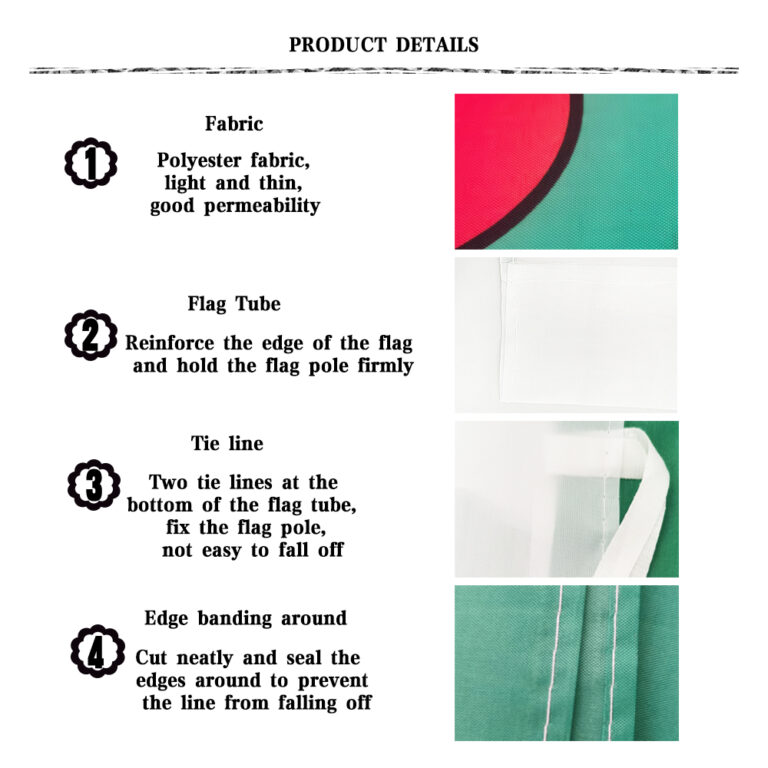 PRODUCT DETAILS
1
Fabric
Polyester fabric,
light and thin,
good permeability
2
Flag Tube
Reinforce the edge of the flag
and hold the flag pole firmly
3
Tie line
Two tie lines at the
bottom of the flag tube,
fix the flag pole,
not easy to fall off
4
Edge banding around
Cut neatly and seal the
edges around to prevent
the line from falling off